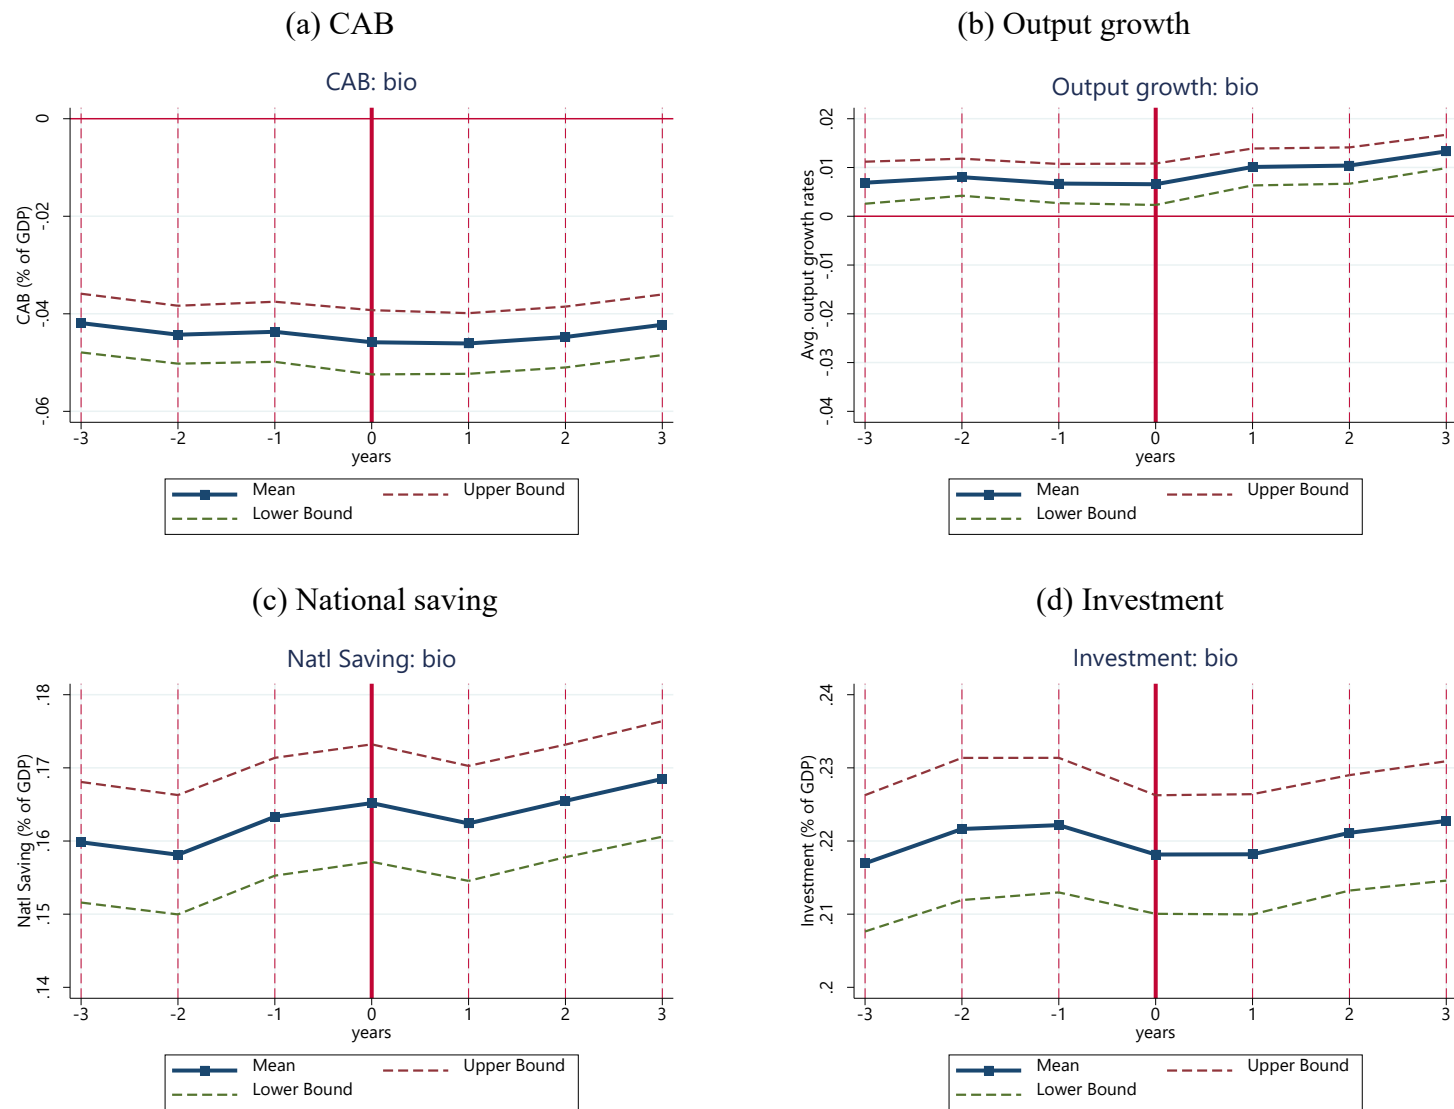 (a) CAB
CAB: bio
CAB (% of GDP)
0
-.02
-.04
-.06
-3 -2 -1 0 1 2 3
years
Mean Upper Bound
Lower Bound
(b) Output growth
Output growth: bio
Avg. output growth rates
.02
.01
0
-.01
-.02
-.03
-.04
-3 -2 -1 0 1 2 3
years
Mean Upper Bound
Lower Bound
(c) National saving
Natl Saving: bio
Natl Saving (% of GDP)
.18
.17
.16
.15
.14
-3 -2 -1 0 1 2 3
years
Mean Upper Bound
Lower Bound
(d) Investment
Investment: bio
Investment (% of GDP)
.24
.23
.22
.21
.2
-3 -2 -1 0 1 2 3
years
Mean Upper Bound
Lower Bound